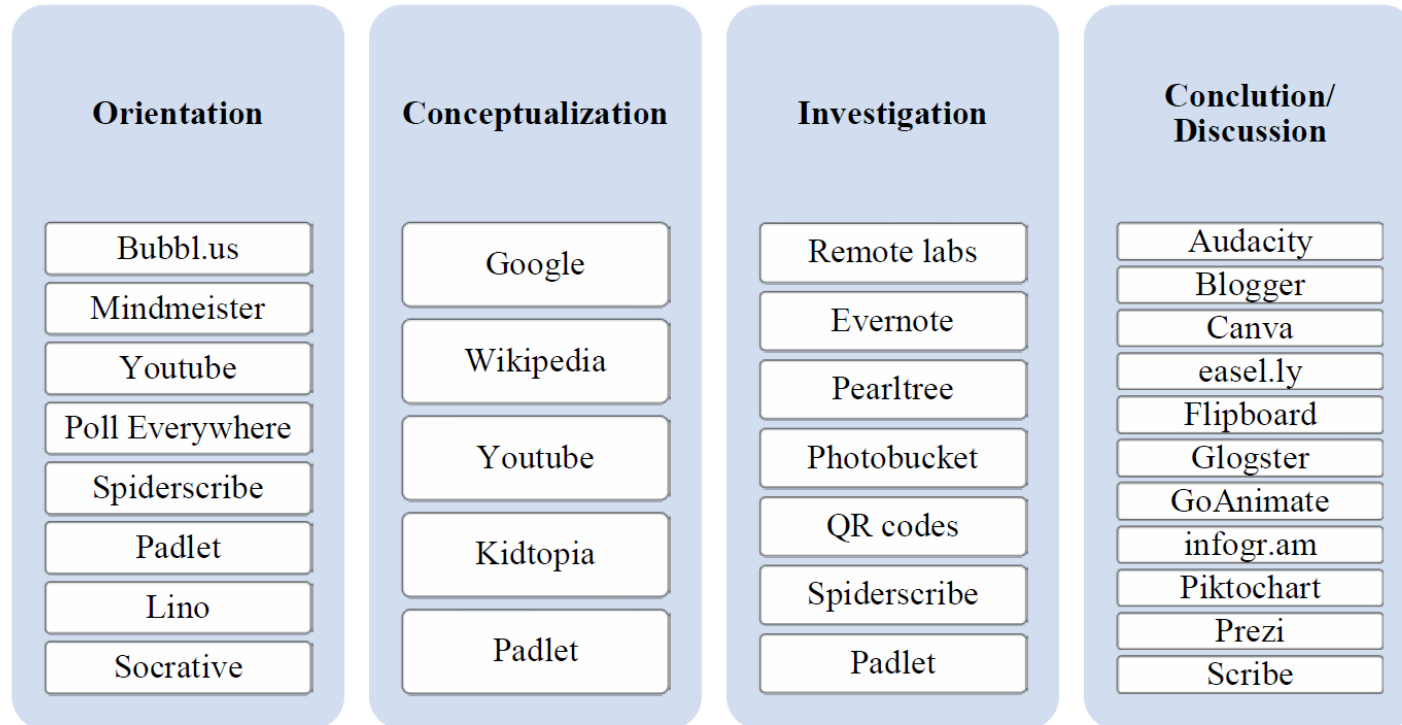 Orientation
Bubbl.us
Mindmeister
Youtube
Poll Everywhere
Spiderscribe
Padlet
Lino
Socrative
Conceptualization
Google
Wikipedia
Youtube
Kidtopia
Padlet
Investigation
Remote labs
Evernote
Pearltree
Photobucket
QR codes
Spiderscribe
Padlet
Conclution/
Discussion
Audacity
Blogger
Canva
easel.ly
Flipboard
Glogster
GoAnimate
infogr.am
Piktochart
Prezi
Scribe